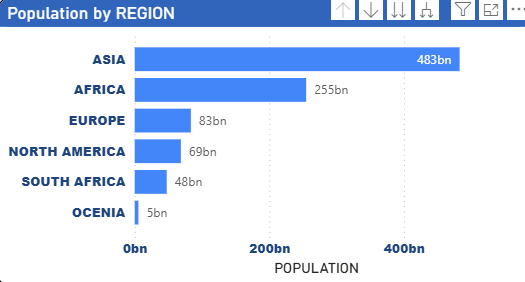 Population by REGION
ASIA 483bn
AFRICA 255bn
EUROPE 83bn
NORTH AMERICA 69bn
SOUTH AFRICA 48bn
OCENIA 5bn
0bn 200bn 400bn
POPULATION